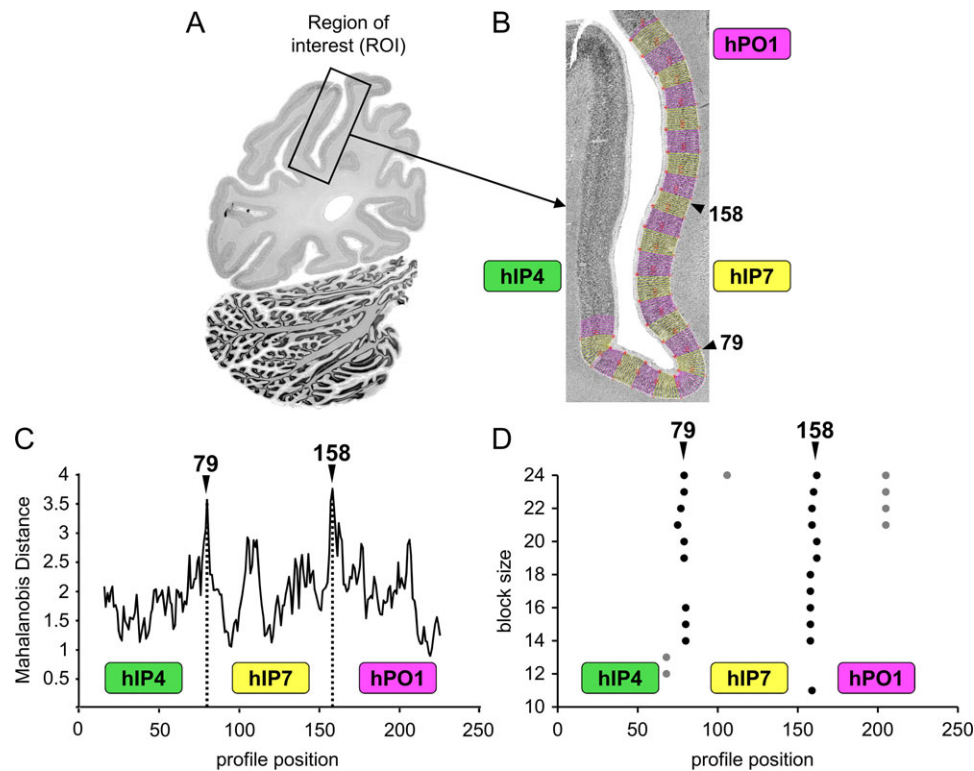 A
Region of
interest (ROI)
B
hPO1
158
hIP4
hIP7
79
C
79
158
Mahalanobis Distance
4
3.5
3
2.5
2
1.5
1
0.5
hIP4
hIP7
hPO1
0
50
100
150
200
250
profile position
D
79
158
block size
24
22
20
18
16
14
12
10
hIP4
hIP7
hPO1
0
50
100
150
200
250
profile position